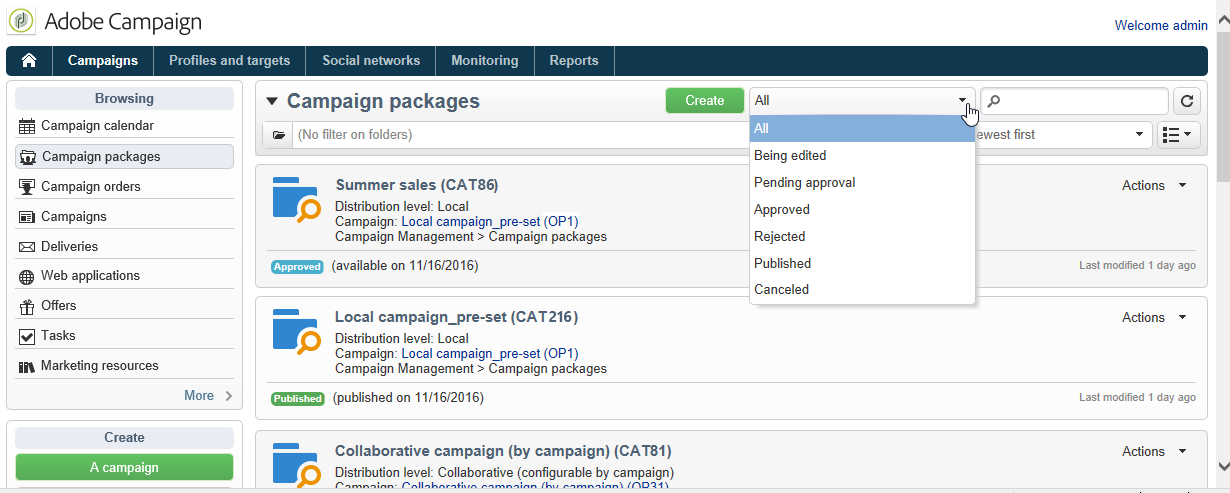 Adobe Campaign
Welcome admin
Campaigns
Profiles and targets
Social networks
Monitoring
Reports
Browsing
Campaign calendar
Campaign packages
Campaign orders
Campaigns
Deliveries
Web applications
Offers
Tasks
Marketing resources
More
Create
A campaign
Campaign packages
Create
All
(No filter on folders)
ewest first
All
Being edited
Pending approval
Approved
Rejected
Published
Canceled
Summer sales (CAT86)
Actions
Distribution level: Local
Campaign: Local campaign_pre-set (OP1)
Campaign Management > Campaign packages
Approved (available on 11/16/2016)
Last modified 1 day ago
Local campaign_pre-set (CAT216)
Actions
Distribution level: Local
Campaign: Local campaign_pre-set (OP1)
Campaign Management > Campaign packages
Published (published on 11/16/2016)
Last modified 1 day ago
Collaborative campaign (by campaign) (CAT81)
Actions
Distribution level: Collaborative (configurable by campaign)
Campaign: Collaborative campaign (by campaign) (OP31)